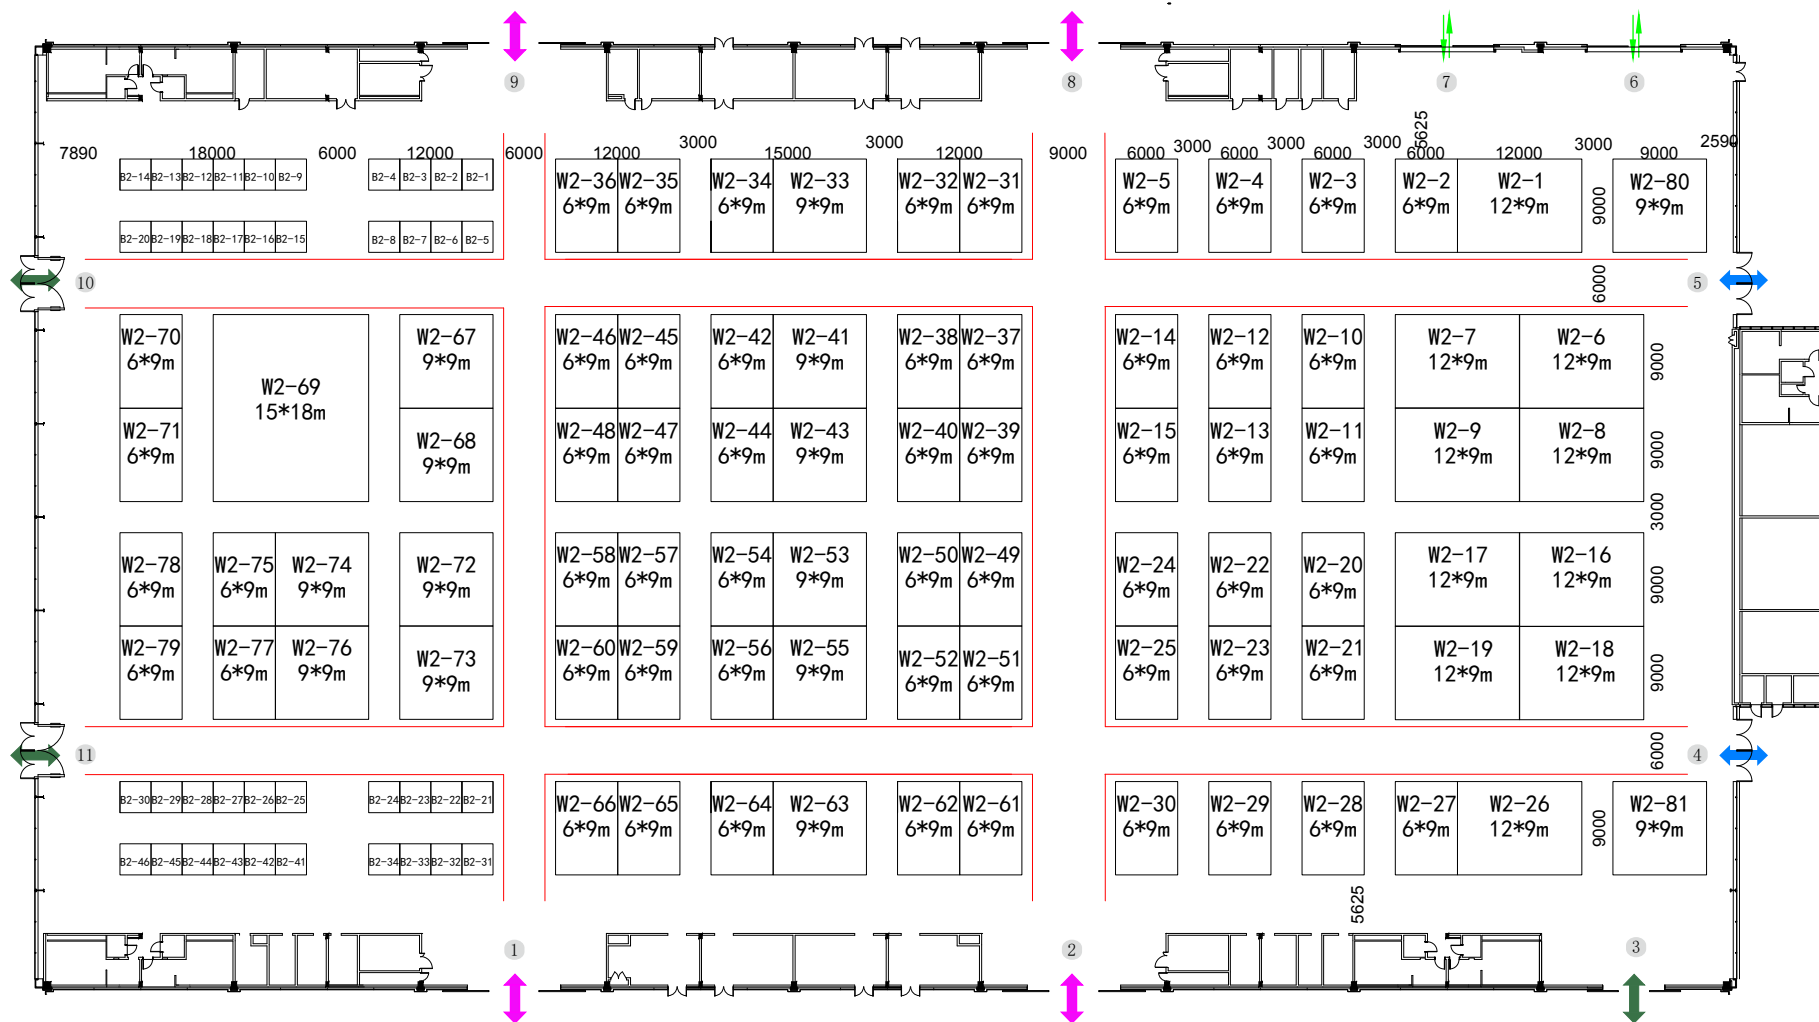 9
8
7
6
7890
18000
6000
12000
6000
12000
3000
15000
3000
12000
9000
6000
3000
6000
3000
6000
3000
6000
5625
12000
3000
9000
2590
B2-14
B2-13
B2-12
B2-11
B2-10
B2-9
B2-4
B2-3
B2-2
B2-1
W2-36
6*9m
W2-35
6*9m
W2-34
6*9m
W2-33
9*9m
W2-32
6*9m
W2-31
6*9m
W2-5
6*9m
W2-4
6*9m
W2-3
6*9m
W2-2
6*9m
W2-1
12*9m
9000
W2-80
9*9m
B2-20
B2-19
B2-18
B2-17
B2-16
B2-15
B2-8
B2-7
B2-6
B2-5
10
6000
5
W2-70
6*9m
W2-69
15*18m
W2-67
9*9m
W2-46
6*9m
W2-45
6*9m
W2-42
6*9m
W2-41
9*9m
W2-38
6*9m
W2-37
6*9m
W2-14
6*9m
W2-12
6*9m
W2-10
6*9m
W2-7
12*9m
W2-6
12*9m
9000
W2-71
6*9m
W2-68
9*9m
W2-48
6*9m
W2-47
6*9m
W2-44
6*9m
W2-43
9*9m
W2-40
6*9m
W2-39
6*9m
W2-15
6*9m
W2-13
6*9m
W2-11
6*9m
W2-9
12*9m
W2-8
12*9m
9000
3000
W2-78
6*9m
W2-75
6*9m
W2-74
9*9m
W2-72
9*9m
W2-58
6*9m
W2-57
6*9m
W2-54
6*9m
W2-53
9*9m
W2-50
6*9m
W2-49
6*9m
W2-24
6*9m
W2-22
6*9m
W2-20
6*9m
W2-17
12*9m
W2-16
12*9m
9000
W2-79
6*9m
W2-77
6*9m
W2-76
9*9m
W2-73
9*9m
W2-60
6*9m
W2-59
6*9m
W2-56
6*9m
W2-55
9*9m
W2-52
6*9m
W2-51
6*9m
W2-25
6*9m
W2-23
6*9m
W2-21
6*9m
W2-19
12*9m
W2-18
12*9m
9000
11
6000
4
B2-30
B2-29
B2-28
B2-27
B2-26
B2-25
B2-24
B2-23
B2-22
B2-21
W2-66
6*9m
W2-65
6*9m
W2-64
6*9m
W2-63
9*9m
W2-62
6*9m
W2-61
6*9m
W2-30
6*9m
W2-29
6*9m
W2-28
6*9m
W2-27
6*9m
W2-26
12*9m
9000
W2-81
9*9m
B2-46
B2-45
B2-44
B2-43
B2-42
B2-41
B2-34
B2-33
B2-32
B2-31
5625
1
2
3